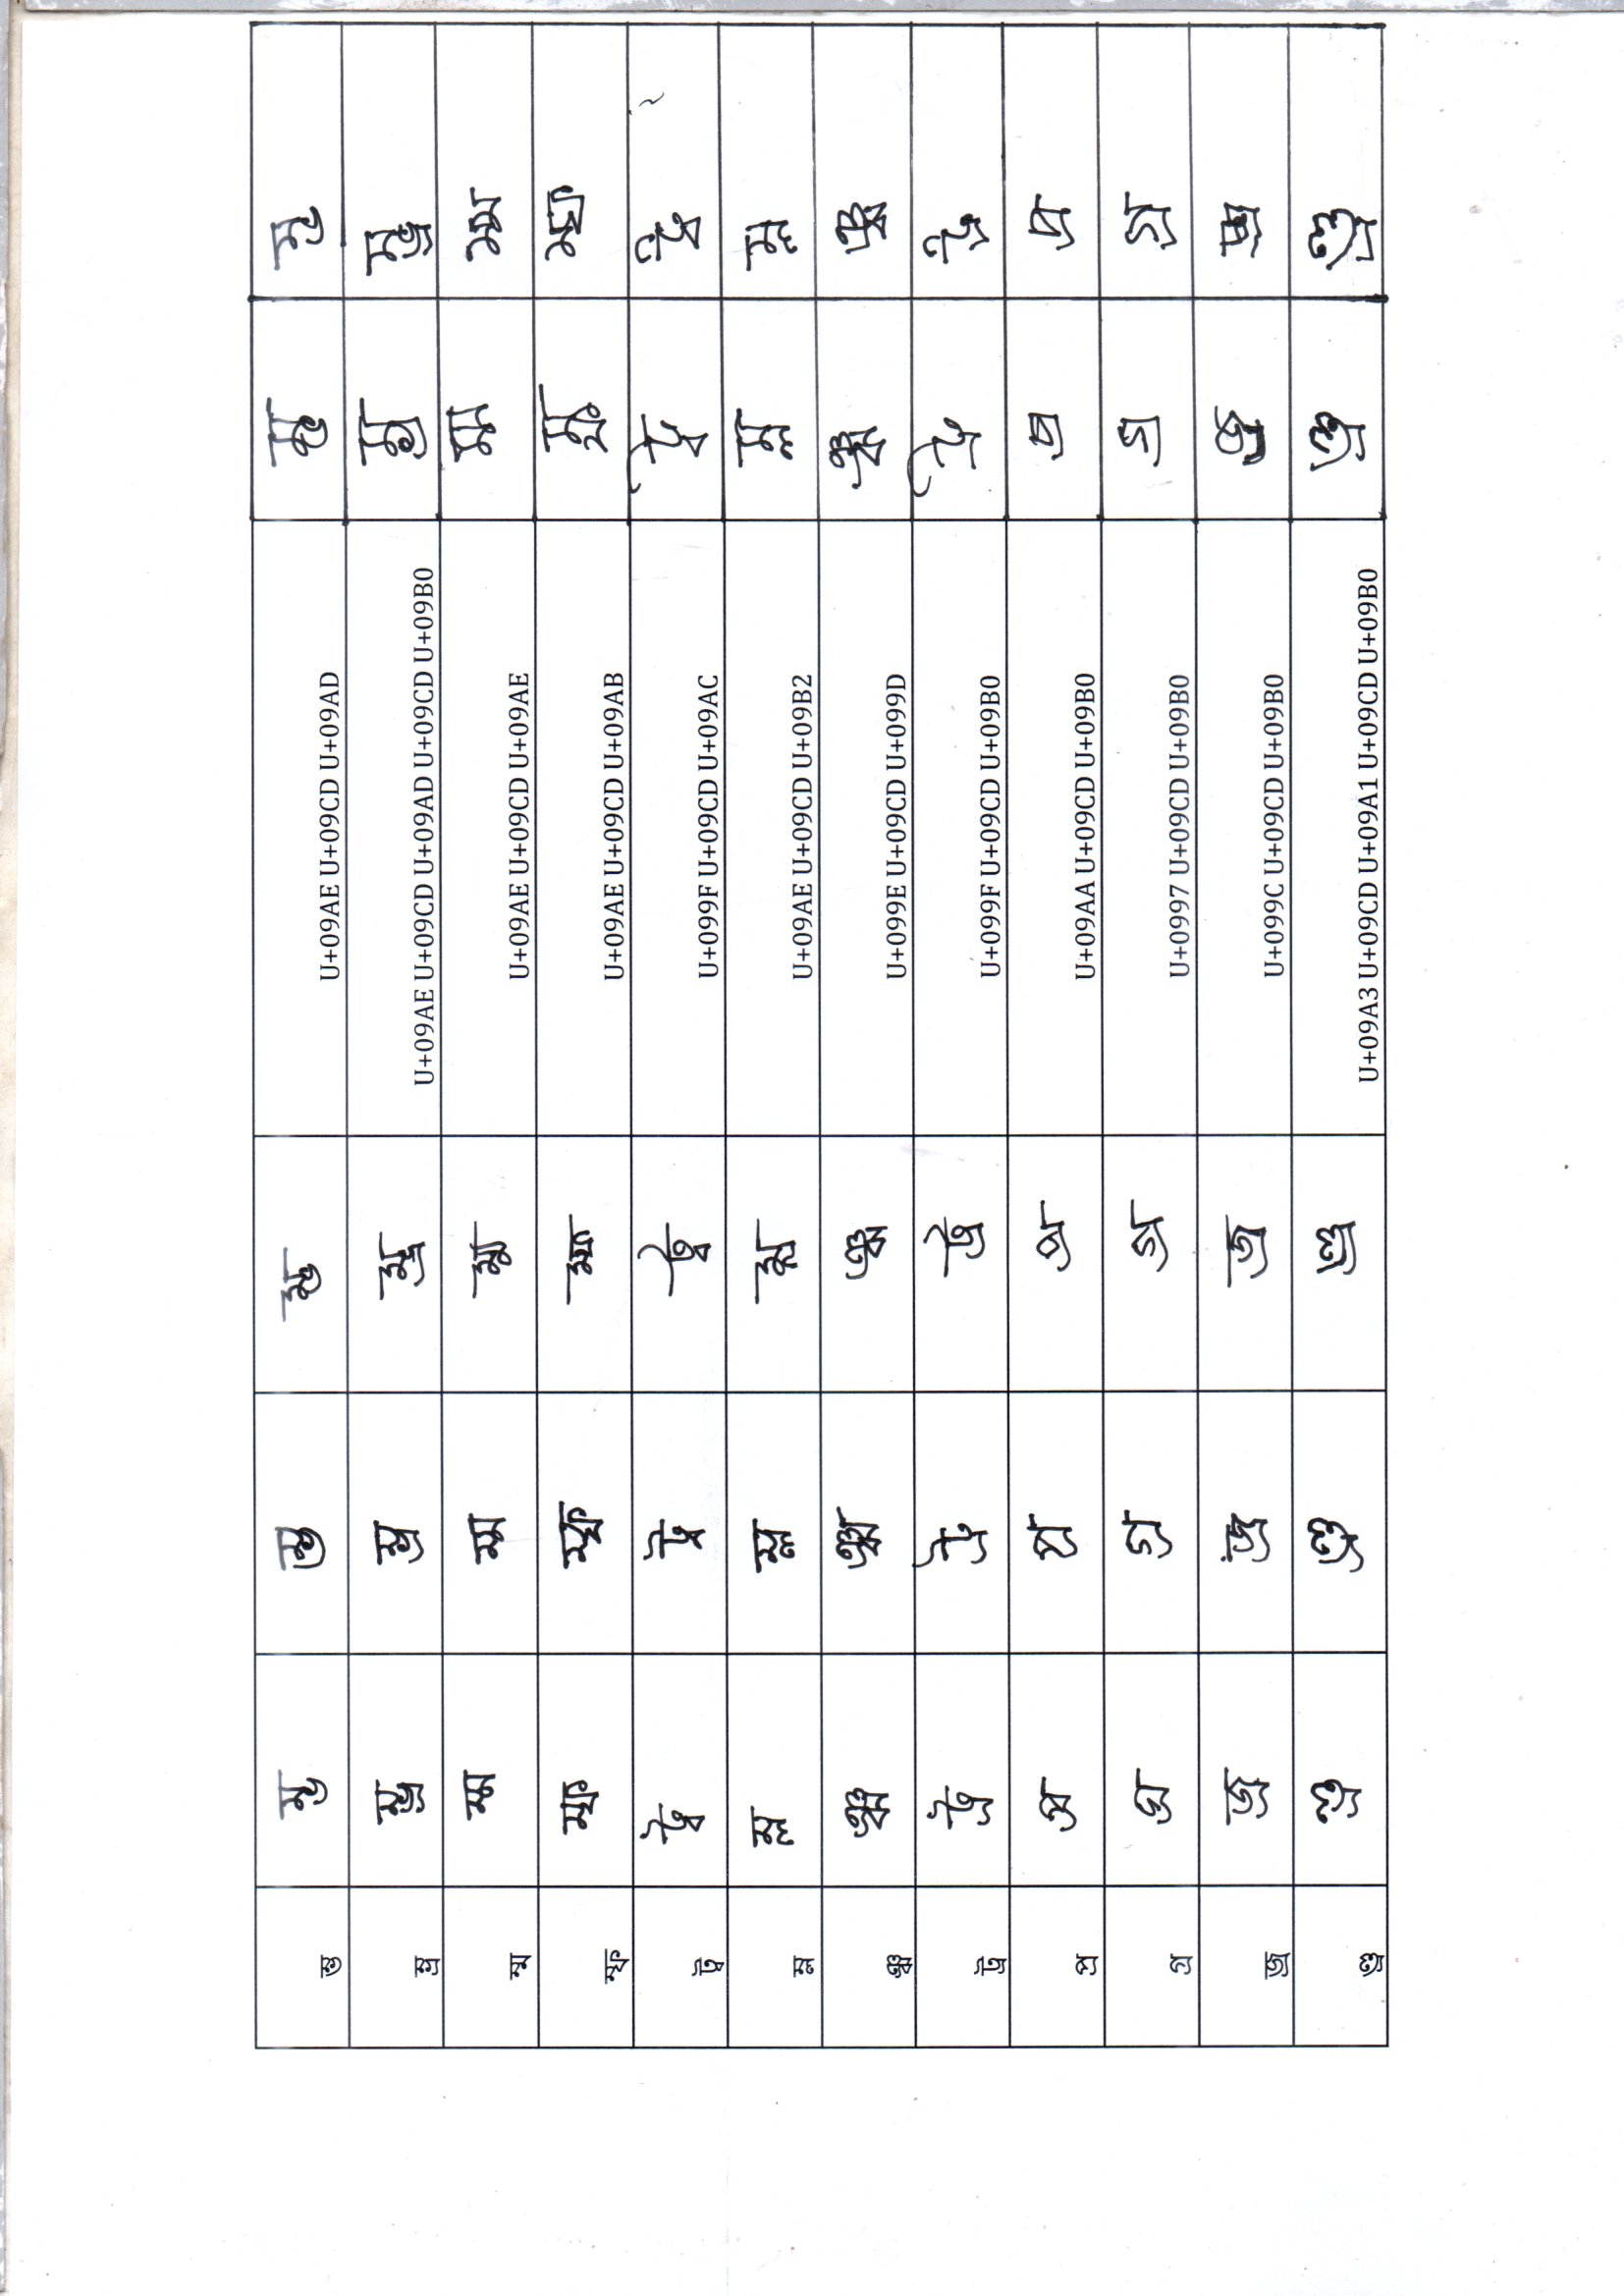 ম্ভ ম্ভ ম্ভ ম্ভ U+09AE U+09CD U+09AD ম্ভ ম্ভ
ম্ভ্র ম্ভ্র ম্ভ্র ম্ভ্র U+09AE U+09CD U+09AD U+09CD U+09B0 ম্ভ্র ম্ভ্র
ম্ম ম্ম ম্ম ম্ম U+09AE U+09CD U+09AE ম্ম ম্ম
ম্ফ ম্ফ ম্ফ ম্ফ U+09AE U+09CD U+09AB ম্ফ ম্ফ
ট্ব ট্ব ট্ব ট্ব U+099F U+09CD U+09AC ট্ব ট্ব
ম্ল ম্ল ম্ল ম্ল U+09AE U+09CD U+09B2 ম্ল ম্ল
ঞ্ঝ ঞ্ঝ ঞ্ঝ ঞ্ঝ U+099E U+09CD U+099D ঞ্ঝ ঞ্ঝ
ট্র ট্র ট্র ট্র U+099F U+09CD U+09B0 ট্র ট্র
প্র প্র প্র প্র U+09AA U+09CD U+09B0 প্র প্র
গ্র গ্র গ্র গ্র U+0997 U+09CD U+09B0 গ্র গ্র
জ্র জ্র জ্র জ্র U+099C U+09CD U+09B0 জ্র জ্র
ণ্ড্র ণ্ড্র ণ্ড্র ণ্ড্র U+09A3 U+09CD U+09A1 U+09CD U+09B0 ণ্ড্র ণ্ড্র